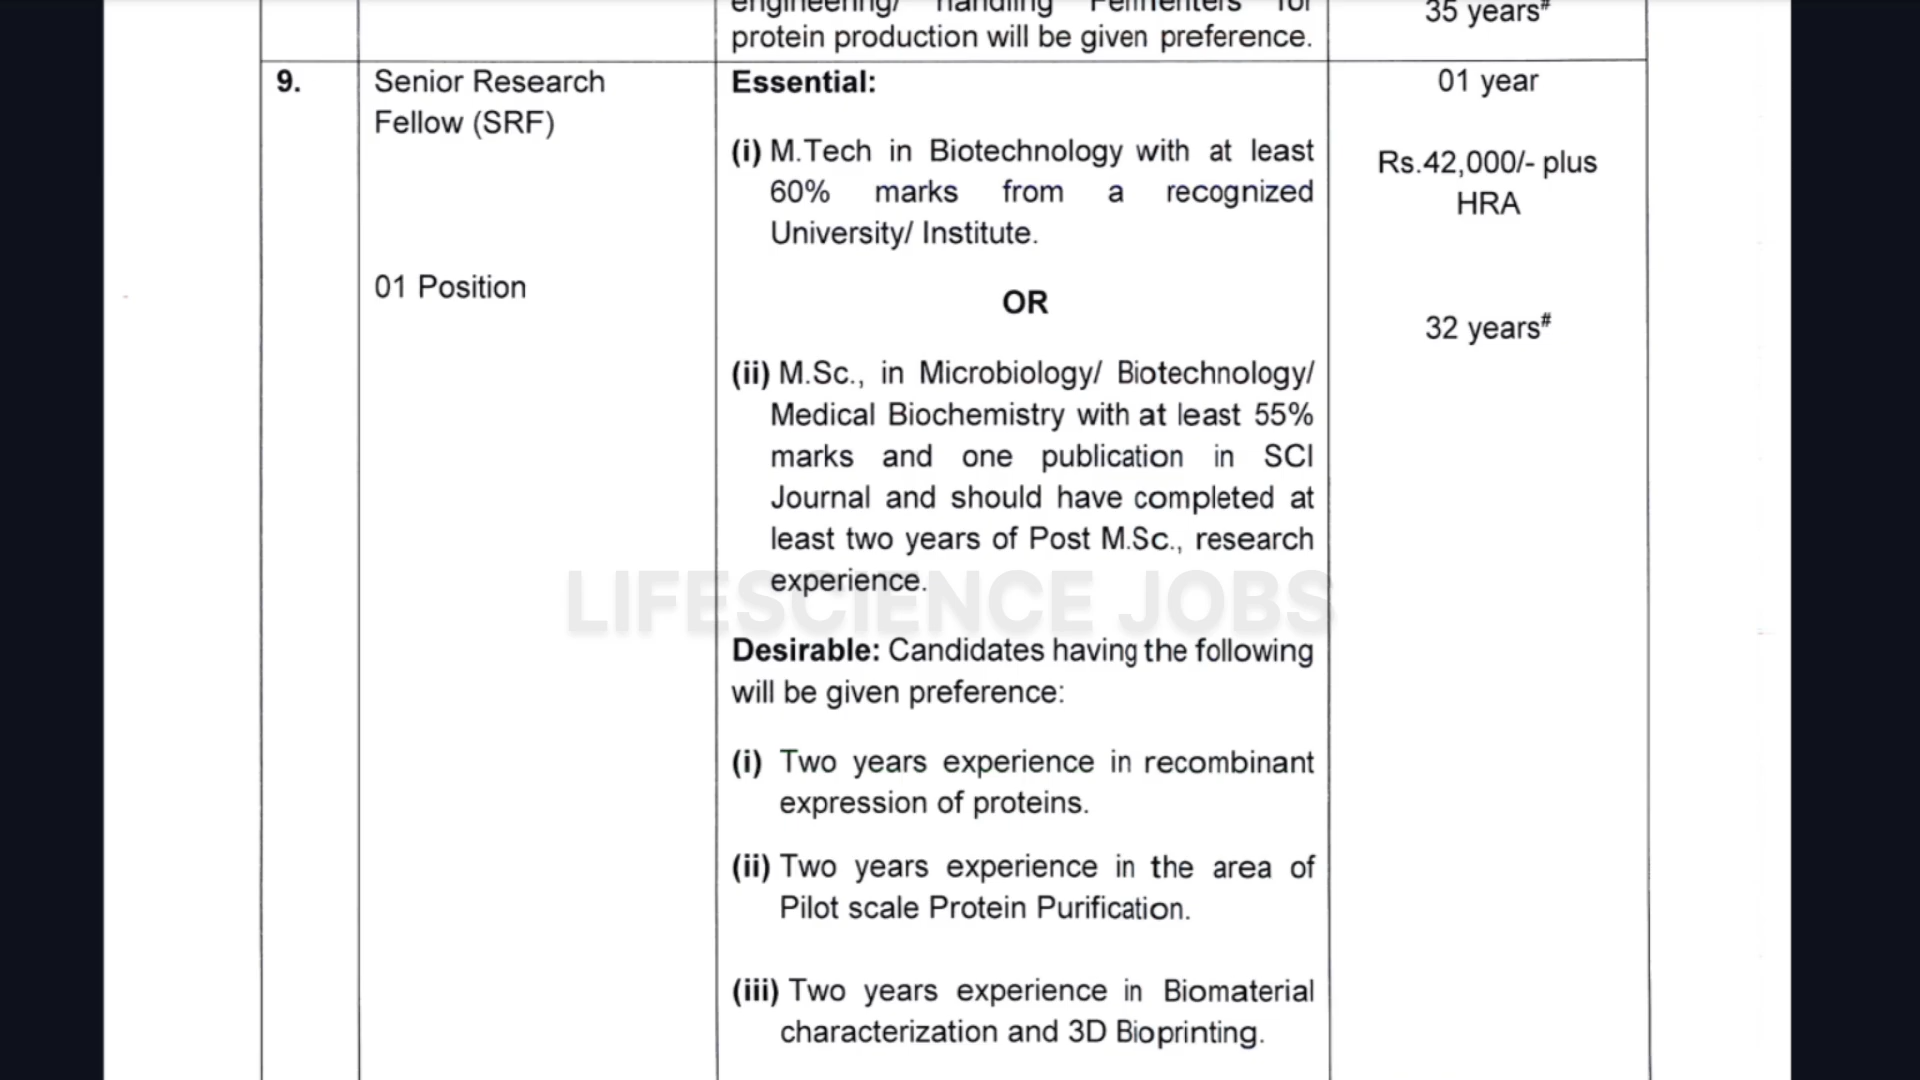 engineering/ handling Fermenters for
protein production will be given preference.
35 years#
9.
Senior Research
Fellow (SRF)
01 Position
Essential:
(i) M.Tech in Biotechnology with at least
60% marks from a recognized
University/ Institute.
OR
(ii) M.Sc., in Microbiology/ Biotechnology/
Medical Biochemistry with at least 55%
marks and one publication in SCI
Journal and should have completed at
least two years of Post M.Sc., research
experience.
Desirable: Candidates having the following
will be given preference:
(i) Two years experience in recombinant
expression of proteins.
(ii) Two years experience in the area of
Pilot scale Protein Purification.
(iii) Two years experience in Biomaterial
characterization and 3D Bioprinting.
01 year
Rs.42,000/- plus
HRA
32 years#
LIFESCIENCE JOBS